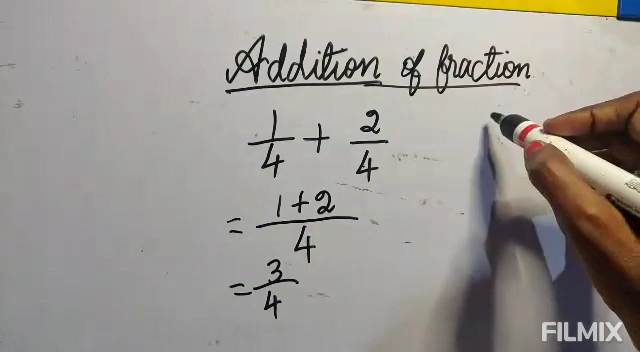 Addition of fraction
1/4 + 2/4
= (1+2)/4
= 3/4
FILMIX